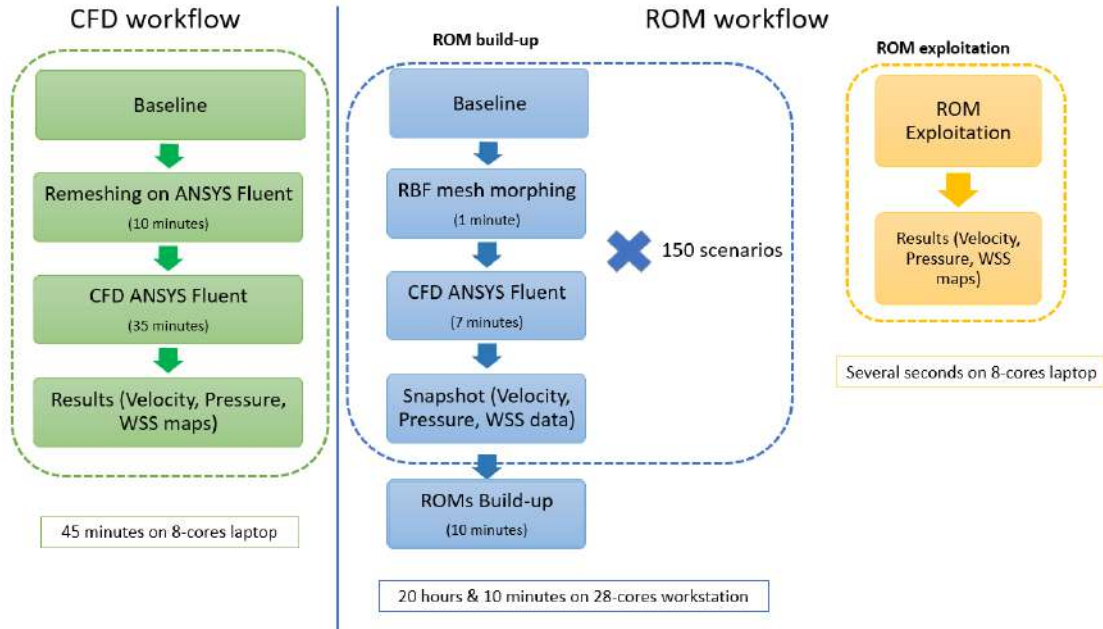 CFD workflow
Baseline
Remeshing on ANSYS Fluent
(10 minutes)
CFD ANSYS Fluent
(35 minutes)
Results (Velocity, Pressure,
WSS maps)
45 minutes on 8-cores laptop
ROM workflow
ROM build-up
Baseline
RBF mesh morphing
(1 minute)
CFD ANSYS Fluent
(7 minutes)
Snapshot (Velocity,
Pressure, WSS data)
150 scenarios
ROMs Build-up
(10 minutes)
20 hours & 10 minutes on 28-cores workstation
ROM exploitation
ROM
Exploitation
Results (Velocity,
Pressure, WSS
maps)
Several seconds on 8-cores laptop